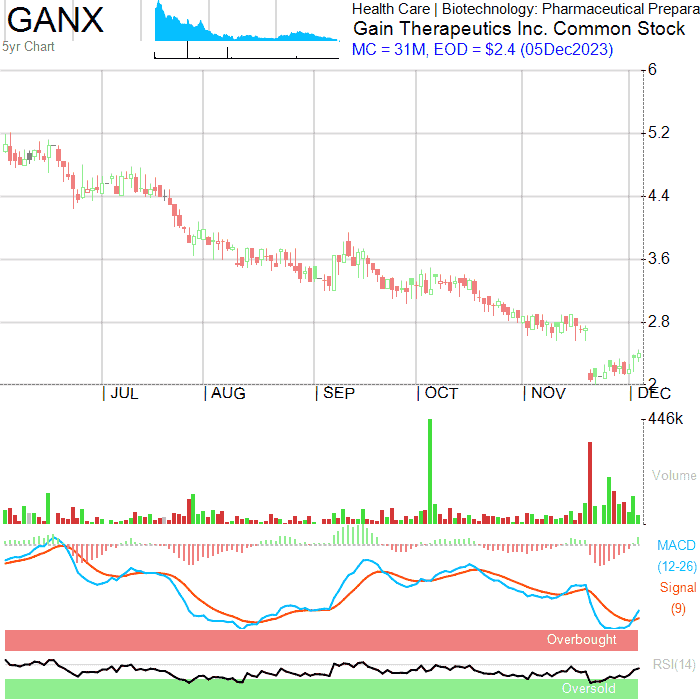 GANX
5yr Chart
Health Care | Biotechnology: Pharmaceutical Prepara
Gain Therapeutics Inc. Common Stock
MC = 31M, EOD = $2.4 (05Dec2023)
6
5.2
4.4
3.6
2.8
2
JUL AUG SEP OCT NOV DEC
446k
Volume
MACD
(12-26)
Signal
(9)
Overbought
RSI(14)
Oversold